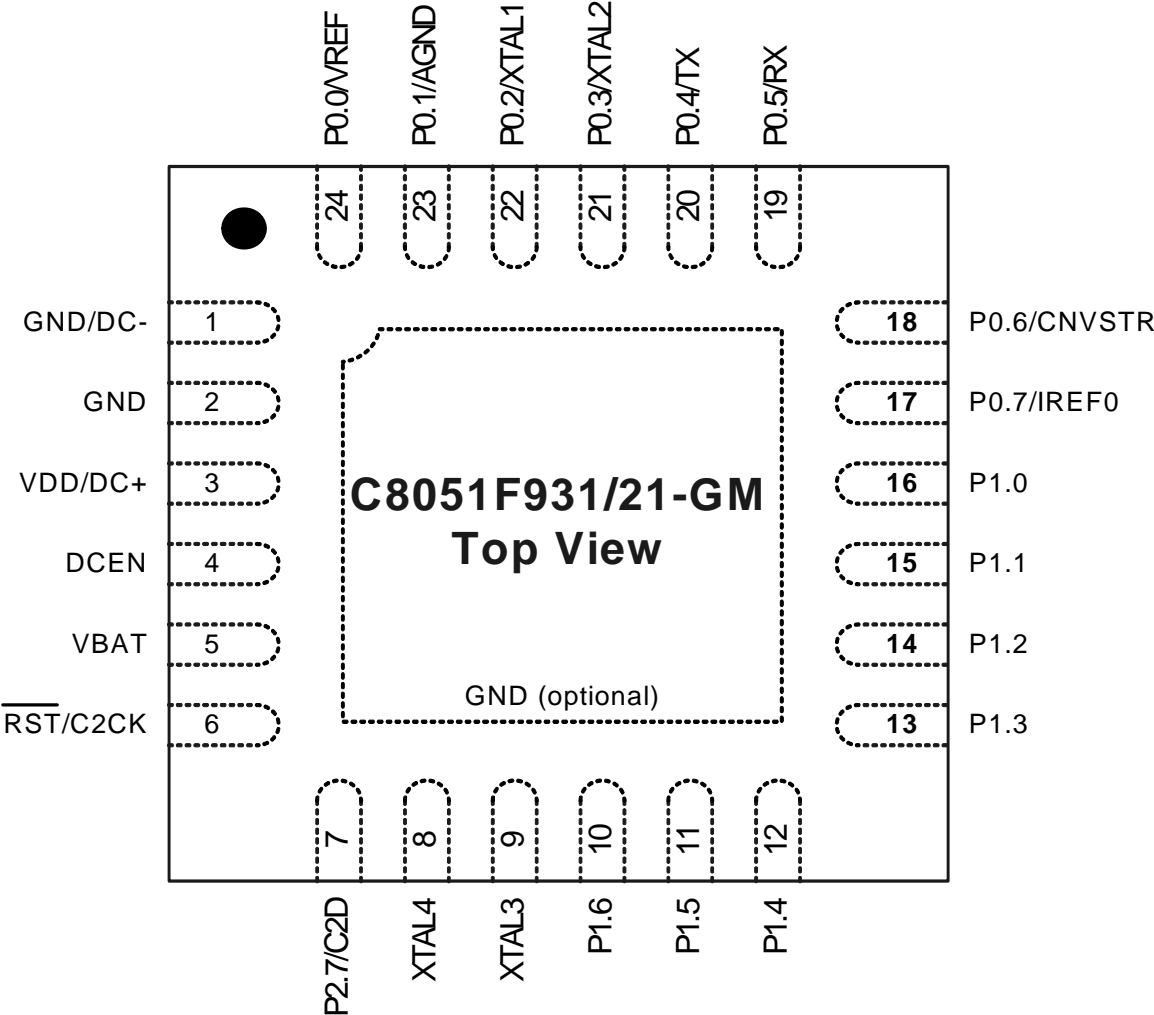 P0.0/VREF
P0.1/AGND
P0.2/XTAL1
P0.3/XTAL2
P0.4/TX
P0.5/RX
24
23
22
21
20
19
GND/DC-
1
18
P0.6/CNVSTR
GND
2
17
P0.7/IREF0
VDD/DC+
3
16
P1.0
C8051F931/21-GM
Top View
DCEN
4
15
P1.1
VBAT
5
14
P1.2
GND (optional)
RST/C2CK
6
13
P1.3
7
8
9
10
11
12
P2.7/C2D
XTAL4
XTAL3
P1.6
P1.5
P1.4